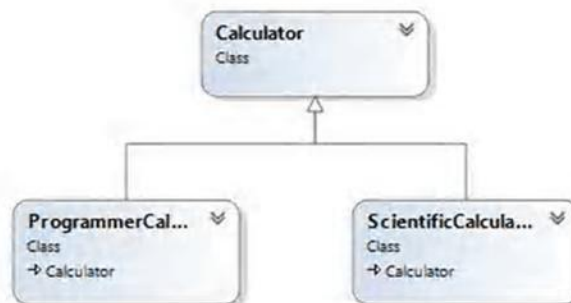 Calculator
Class
ProgrammerCal...
Class
Calculator
ScientificCalcula...
Class
Calculator